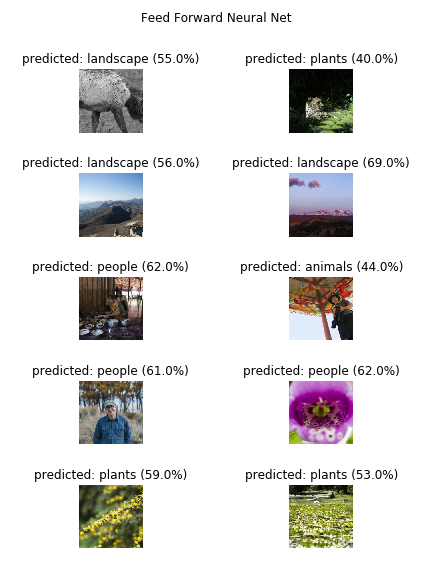 Feed Forward Neural Net
predicted: landscape (55.0%)
predicted: plants (40.0%)
predicted: landscape (56.0%)
predicted: landscape (69.0%)
predicted: people (62.0%)
predicted: animals (44.0%)
predicted: people (61.0%)
predicted: people (62.0%)
predicted: plants (59.0%)
predicted: plants (53.0%)